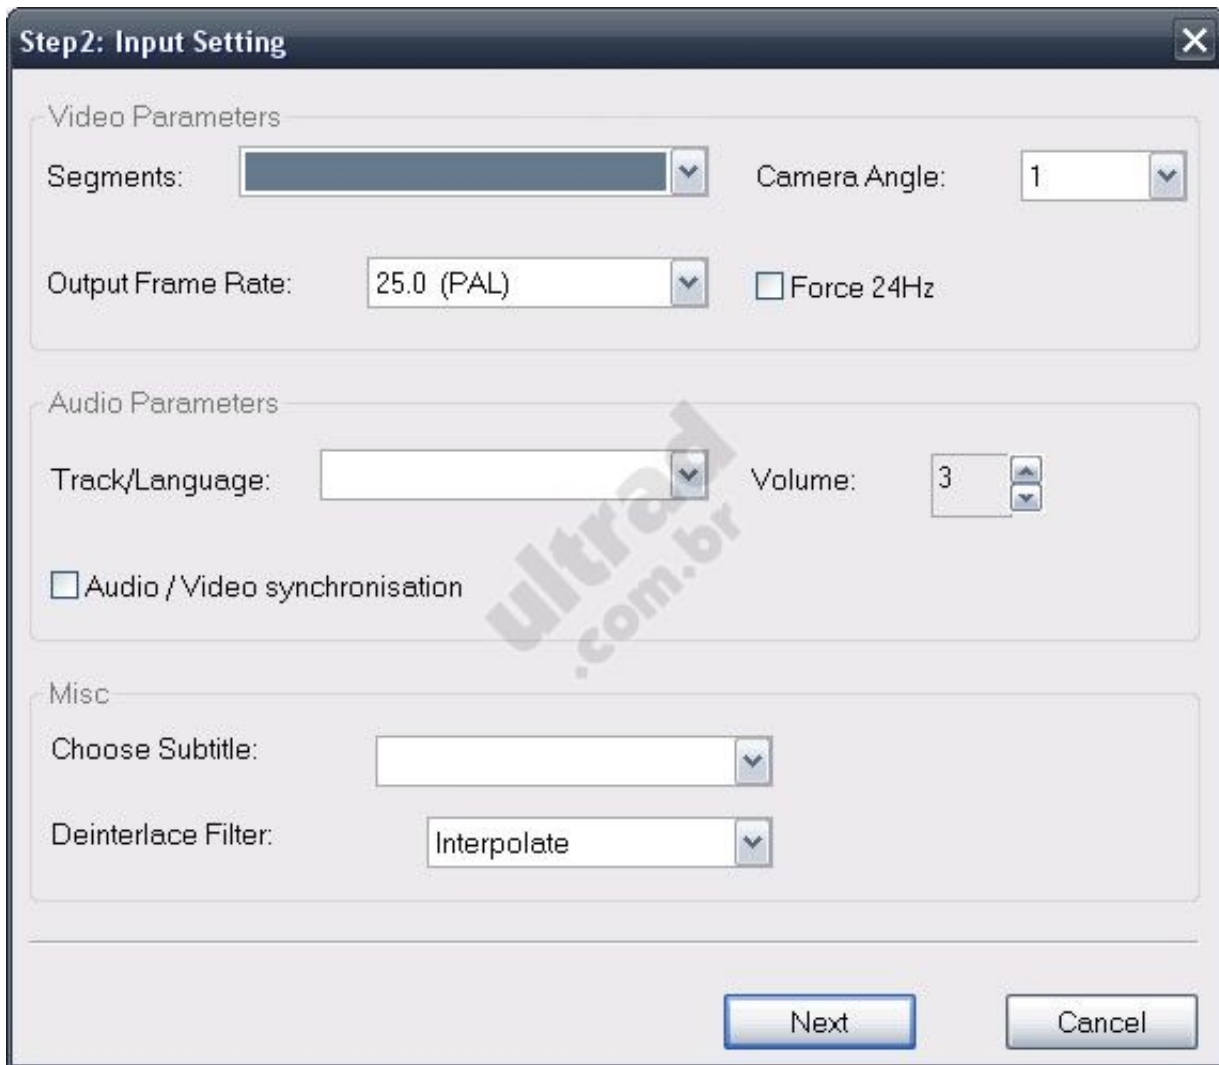 Step2: Input Setting
Video Parameters
Segments:
Camera Angle: 1
Output Frame Rate: 25.0 (PAL)
Force 24Hz
Audio Parameters
Track/Language:
Volume: 3
Audio / Video synchronisation
Misc
Choose Subtitle:
Deinterlace Filter: Interpolate
Next
Cancel
ultrad
.com.br